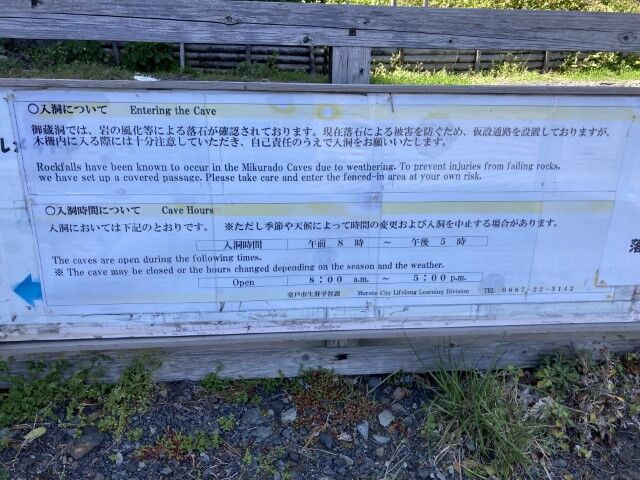 ○入洞について Entering the Cave
御蔵洞では、岩の風化等による落石が確認されております。現在落石による被害を防ぐため、仮設通路を設置しておりますが、
木柵内に入る際には十分注意していただき、自己責任のうえで入洞をお願いいたします。
Rockfalls have been known to occur in the Mikurado Caves due to weathering. To prevent injuries from falling rocks,
we have set up a covered passage. Please take care and enter the fenced-in area at your own risk.
○入洞時間について Cave Hours
入洞においては下記のとおりです。 ※ただし季節や天候によって時間の変更および入洞を中止する場合があります。
入洞時間 午前 8 時 ~ 午後 5 時
The caves are open during the following times.
※ The cave may be closed or the hours changed depending on the season and the weather.
Open 8:00 a.m. ~ 5:00 p.m.
室戸市生涯学習課 Muroto City Lifelong Learning Division TEL 0887-22-5142
落